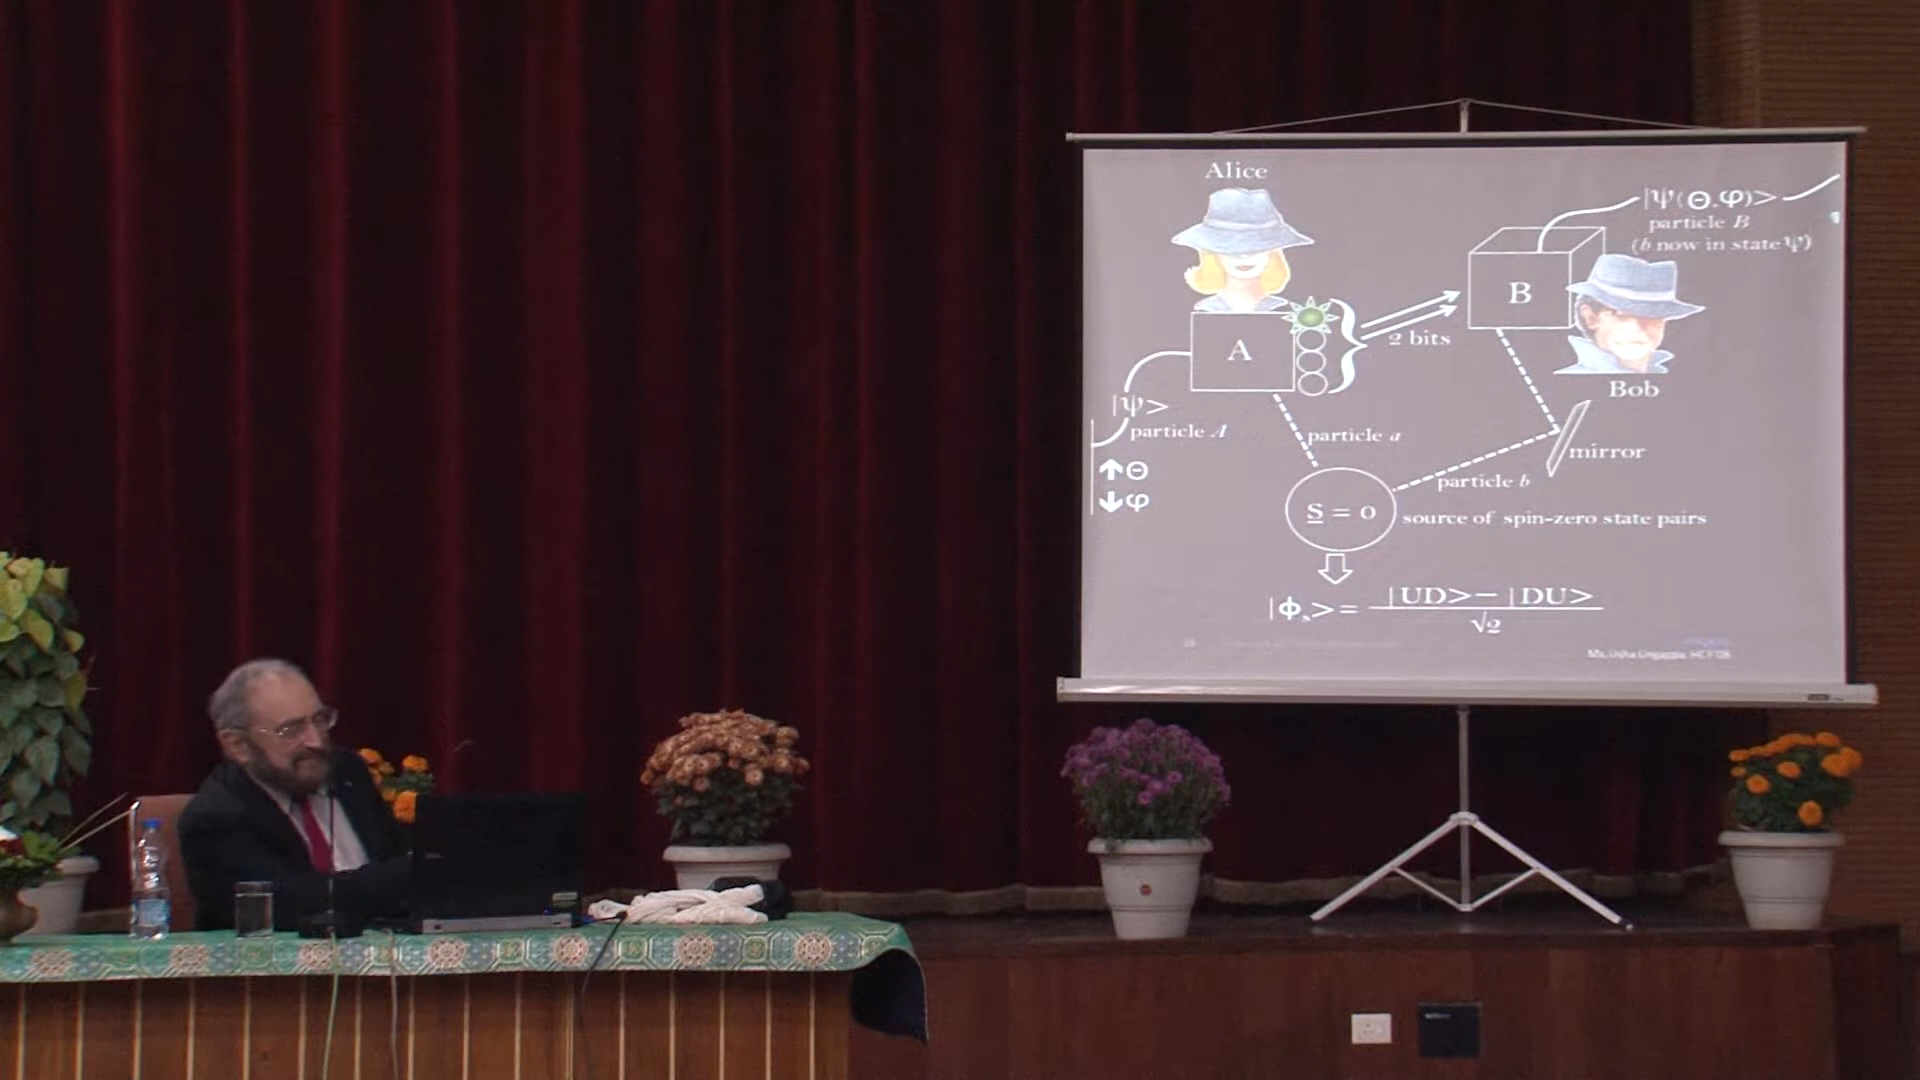 Alice
|Ψ(Θ.φ)>
particle B
(b now in state Ψ)
B
2 bits
A
Bob
|Ψ>
particle A
particle a
mirror
↑Θ
particle b
↓φ
S = 0
source of spin-zero state pairs
|ϕₛ> = |UD> − |DU>
√2